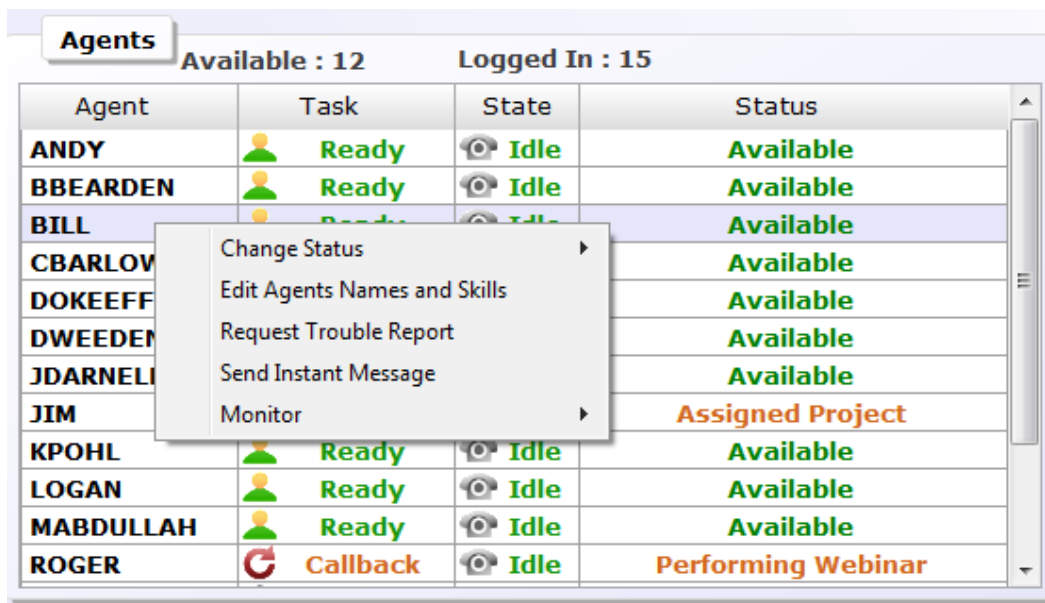 Agents
Available : 12 Logged In : 15
Agent Task State Status
ANDY Ready Idle Available
BBEARDEN Ready Idle Available
BILL Ready Idle Available
Change Status
CBARLOW Available
Edit Agents Names and Skills
DOKEEFF Available
Request Trouble Report
DWEEDEN Available
Send Instant Message
JDARNELL Available
Monitor
JIM Assigned Project
KPOHL Ready Idle Available
LOGAN Ready Idle Available
MABDULLAH Ready Idle Available
ROGER Callback Idle Performing Webinar